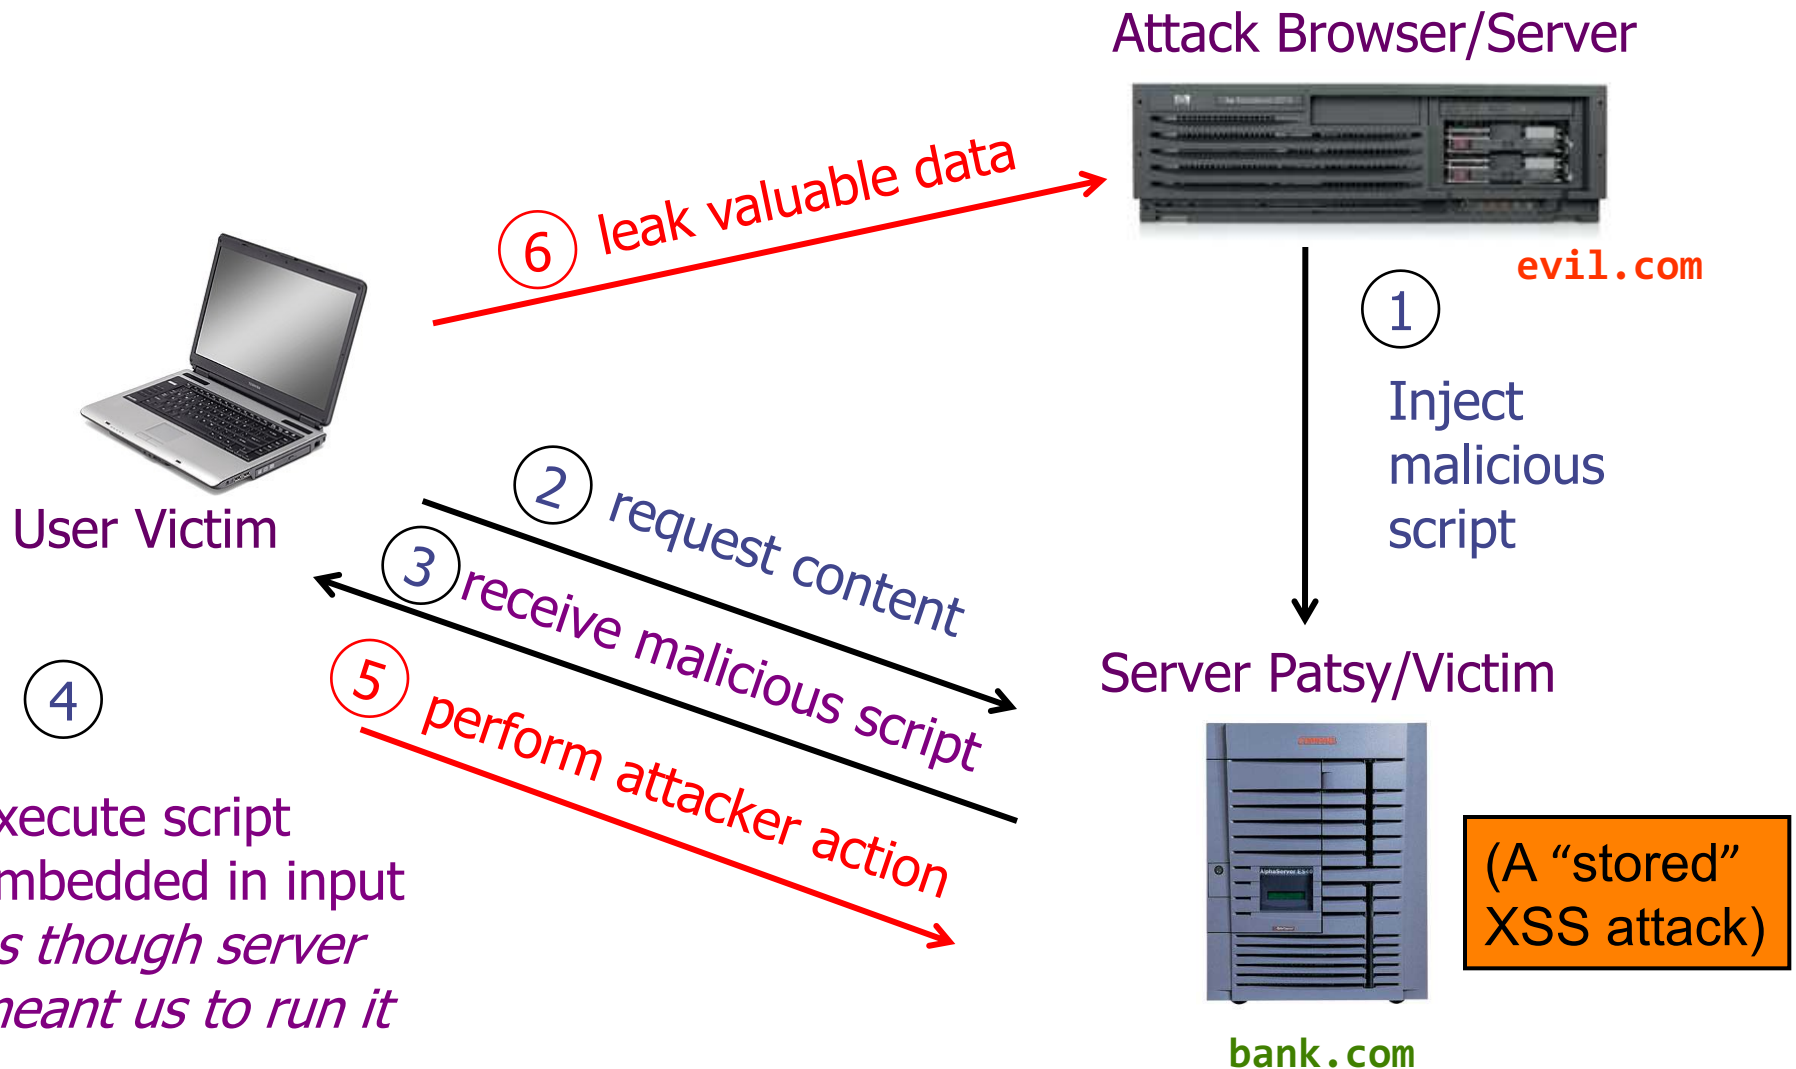 Attack Browser/Server
evil.com
6 leak valuable data
1
Inject
malicious
script
User Victim
2 request content
3 receive malicious script
4
xecute script
mbedded in input
s though server
meant us to run it
5 perform attacker action
Server Patsy/Victim
AlphaServer
(A “stored”
XSS attack)
bank.com